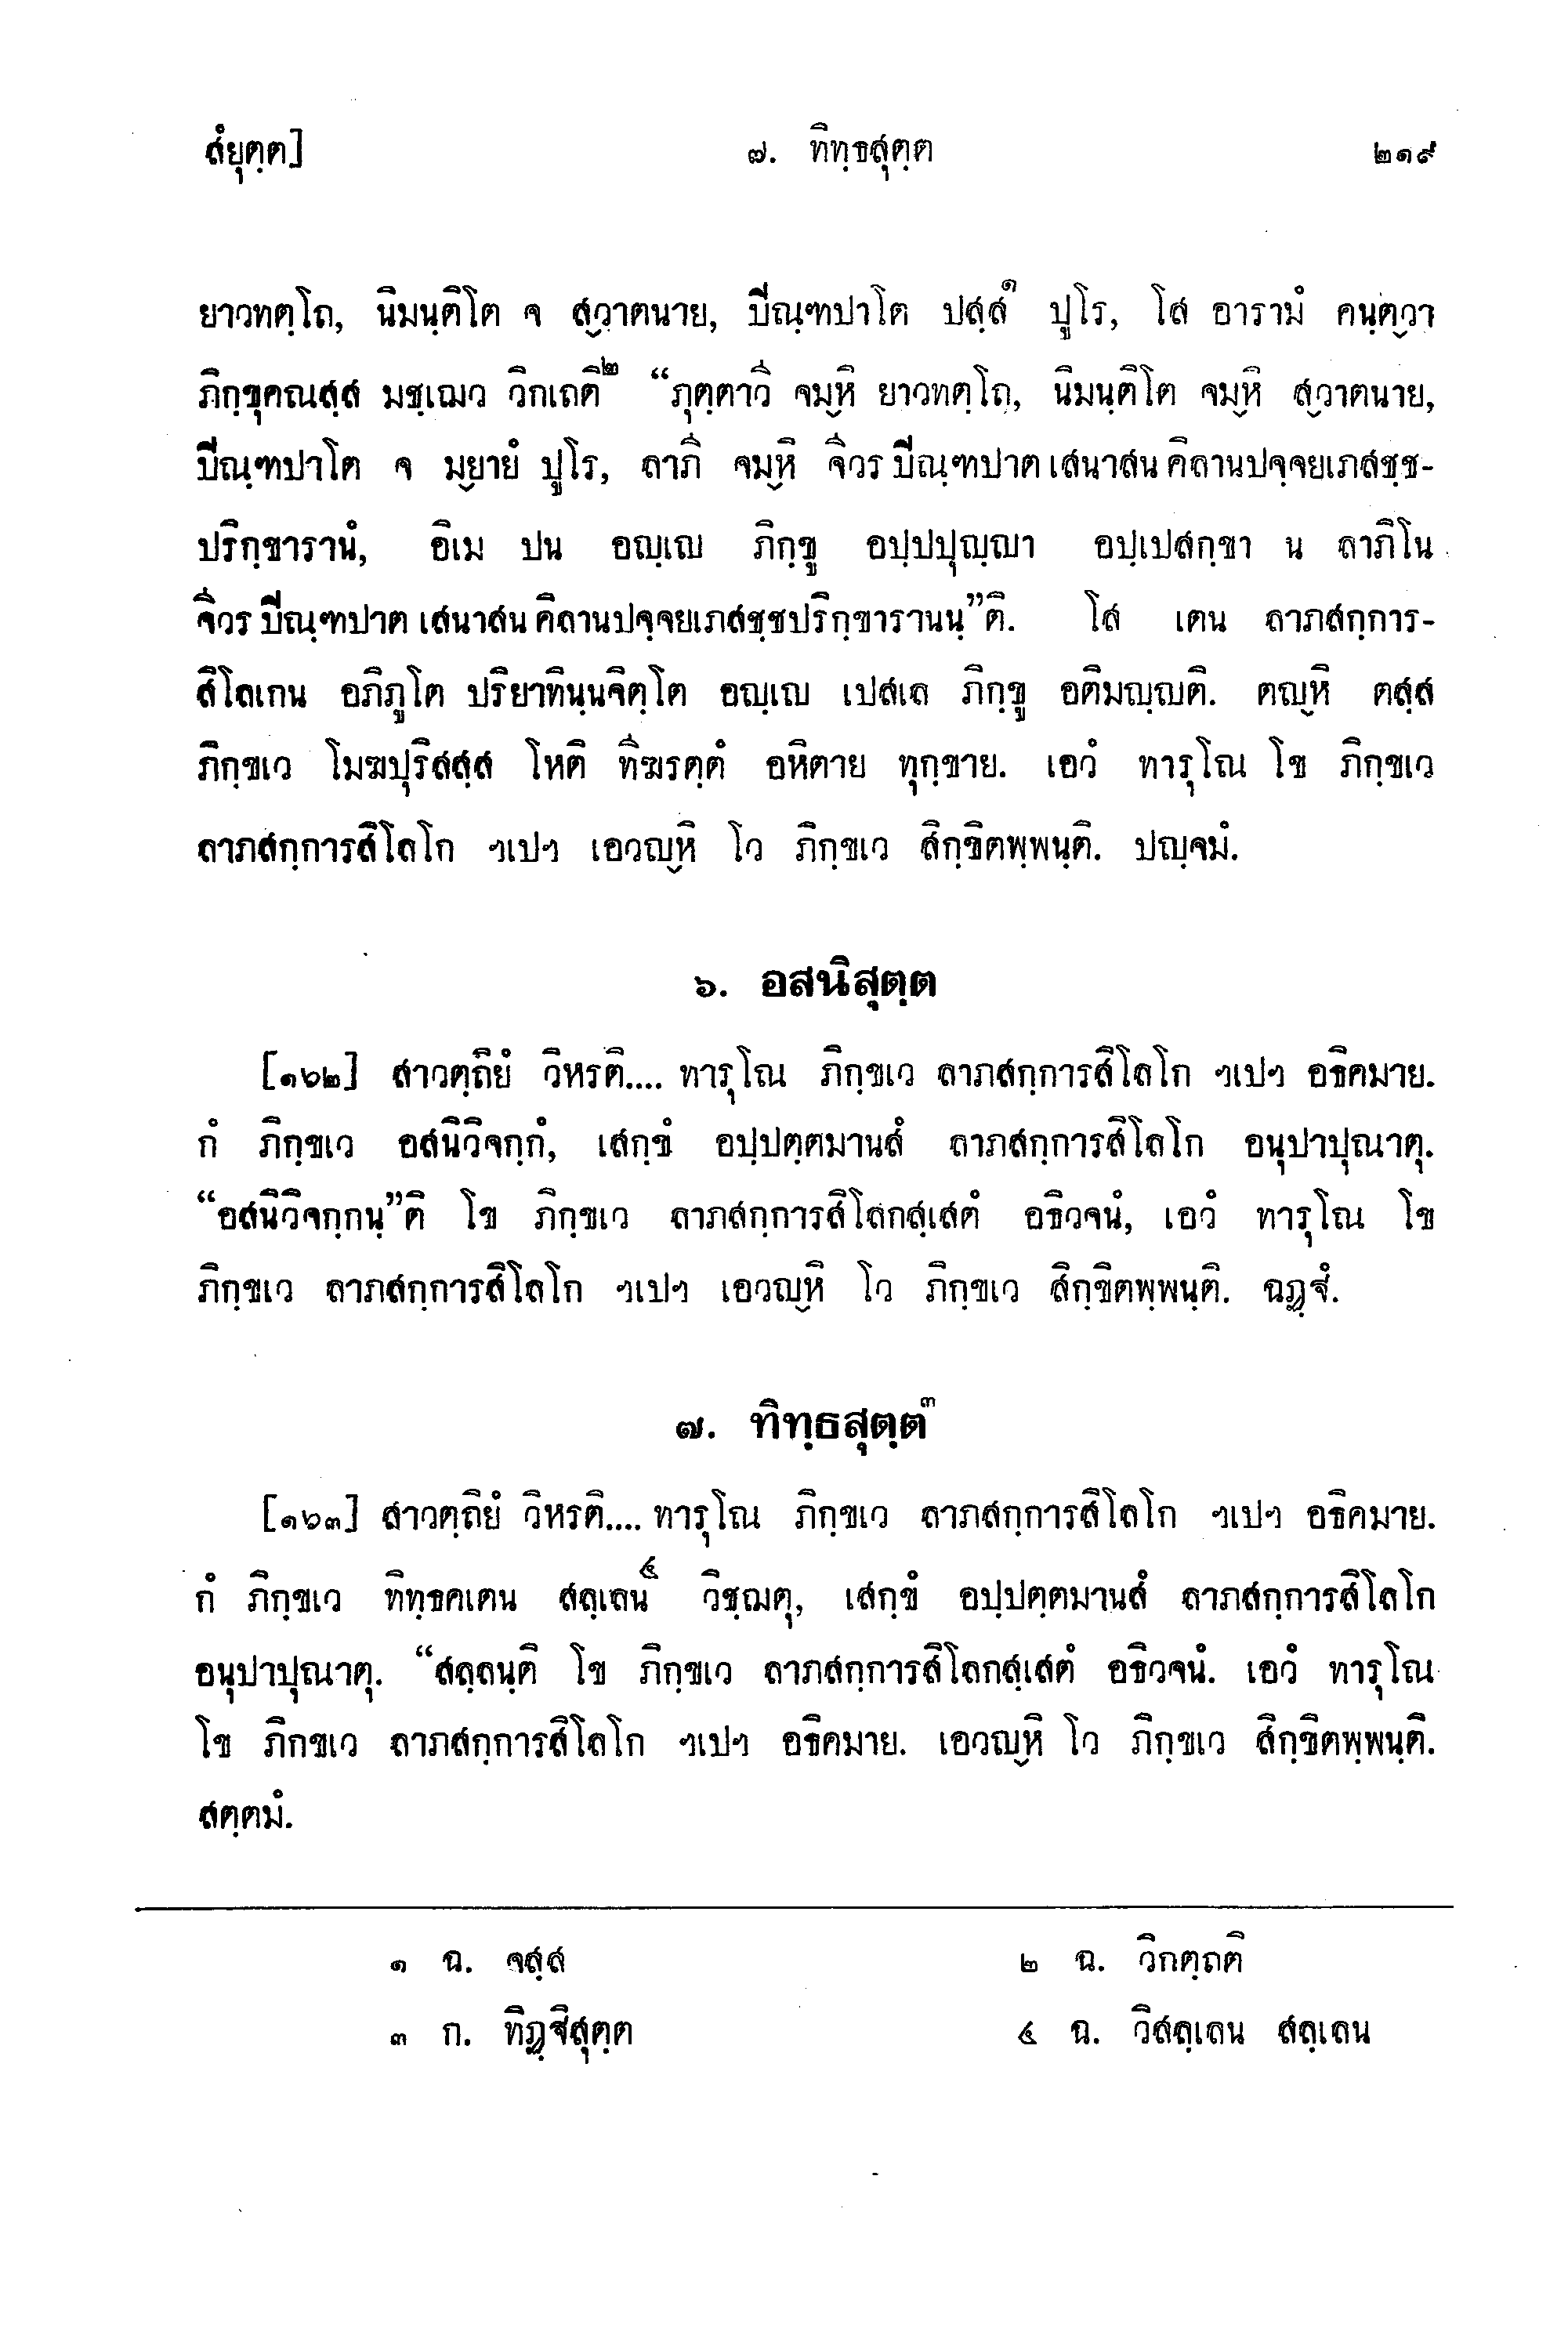 สํยุตฺต] ๗. ทิทฺธสุตฺต ๒๑๙
ยาวทตฺโถ, นิมนฺติโต จ สฺวาตนาย, ปิณฺฑปาโต ปสฺส๑ ปูโร, โส อารามํ คนฺตฺวา
ภิกฺขุคณสฺส มชฺเฌว วิกเถติ๒ “ภุตฺตาวี จมฺหิ ยาวทตฺโถ, นิมนฺติโต จมฺหิ สฺวาตนาย,
ปิณฺฑปาโต จ มฺยายํ ปูโร, ลาภี จมฺหิ จีวรปิณฺฑปาตเสนาสนคิลานปจฺจยเภสชฺช-
ปริกฺขารานํ, อิเม ปน อญฺเญ ภิกฺขู อปฺปปุญฺญา อปฺเปสกฺขา น ลาภิโน
จีวรปิณฺฑปาตเสนาสนคิลานปจฺจยเภสชฺชปริกฺขารานนฺ”ติ. โส เตน ลาภสกฺการ-
สิโลเกน อภิภูโต ปริยาทินฺนจิตฺโต อญฺเญ เปสเล ภิกฺขู อติมญฺญติ. ตญฺหิ ตสฺส
ภิกฺขเว โมฆปุริสสฺส โหติ ทีฆรตฺตํ อหิตาย ทุกฺขาย. เอวํ ทารุโณ โข ภิกฺขเว
ลาภสกฺการสิโลโก ฯเปฯ เอวญฺหิ โว ภิกฺขเว สิกฺขิตพฺพนฺติ. ปญฺจมํ.
๖. อสนิสุตฺต
[๑๖๒] สาวตฺถิยํ วิหรติ.... ทารุโณ ภิกฺขเว ลาภสกฺการสิโลโก ฯเปฯ อธิคมาย.
กํ ภิกฺขเว อสนิวิจกฺกํ, เสกฺขํ อปฺปตฺตมานสํ ลาภสกฺการสิโลโก อนุปาปุณาตุ.
“อสนิวิจกฺกนฺ”ติ โข ภิกฺขเว ลาภสกฺการสิโลกสฺเสตํ อธิวจนํ, เอวํ ทารุโณ โข
ภิกฺขเว ลาภสกฺการสิโลโก ฯเปฯ เอวญฺหิ โว ภิกฺขเว สิกฺขิตพฺพนฺติ. ฉฏฺฐํ.
๗. ทิทฺธสุตฺต๓
[๑๖๓] สาวตฺถิยํ วิหรติ.... ทารุโณ ภิกฺขเว ลาภสกฺการสิโลโก ฯเปฯ อธิคมาย.
กํ ภิกฺขเว ทิทฺธคเตน สลฺเลน๔ วิชฺฌตุ, เสกฺขํ อปฺปตฺตมานสํ ลาภสกฺการสิโลโก
อนุปาปุณาตุ. “สลฺลนฺติ โข ภิกฺขเว ลาภสกฺการสิโลกสฺเสตํ อธิวจนํ. เอวํ ทารุโณ
โข ภิกขเว ลาภสกฺการสิโลโก ฯเปฯ อธิคมาย. เอวญฺหิ โว ภิกฺขเว สิกฺขิตพฺพนฺติ.
สตฺตมํ.
๑ ฉ. จสฺส ๒ ฉ. วิกตฺถติ
๓ ก. ทิฏฺฐิสุตฺต ๔ ฉ. วิสลฺเลน สลฺเลน